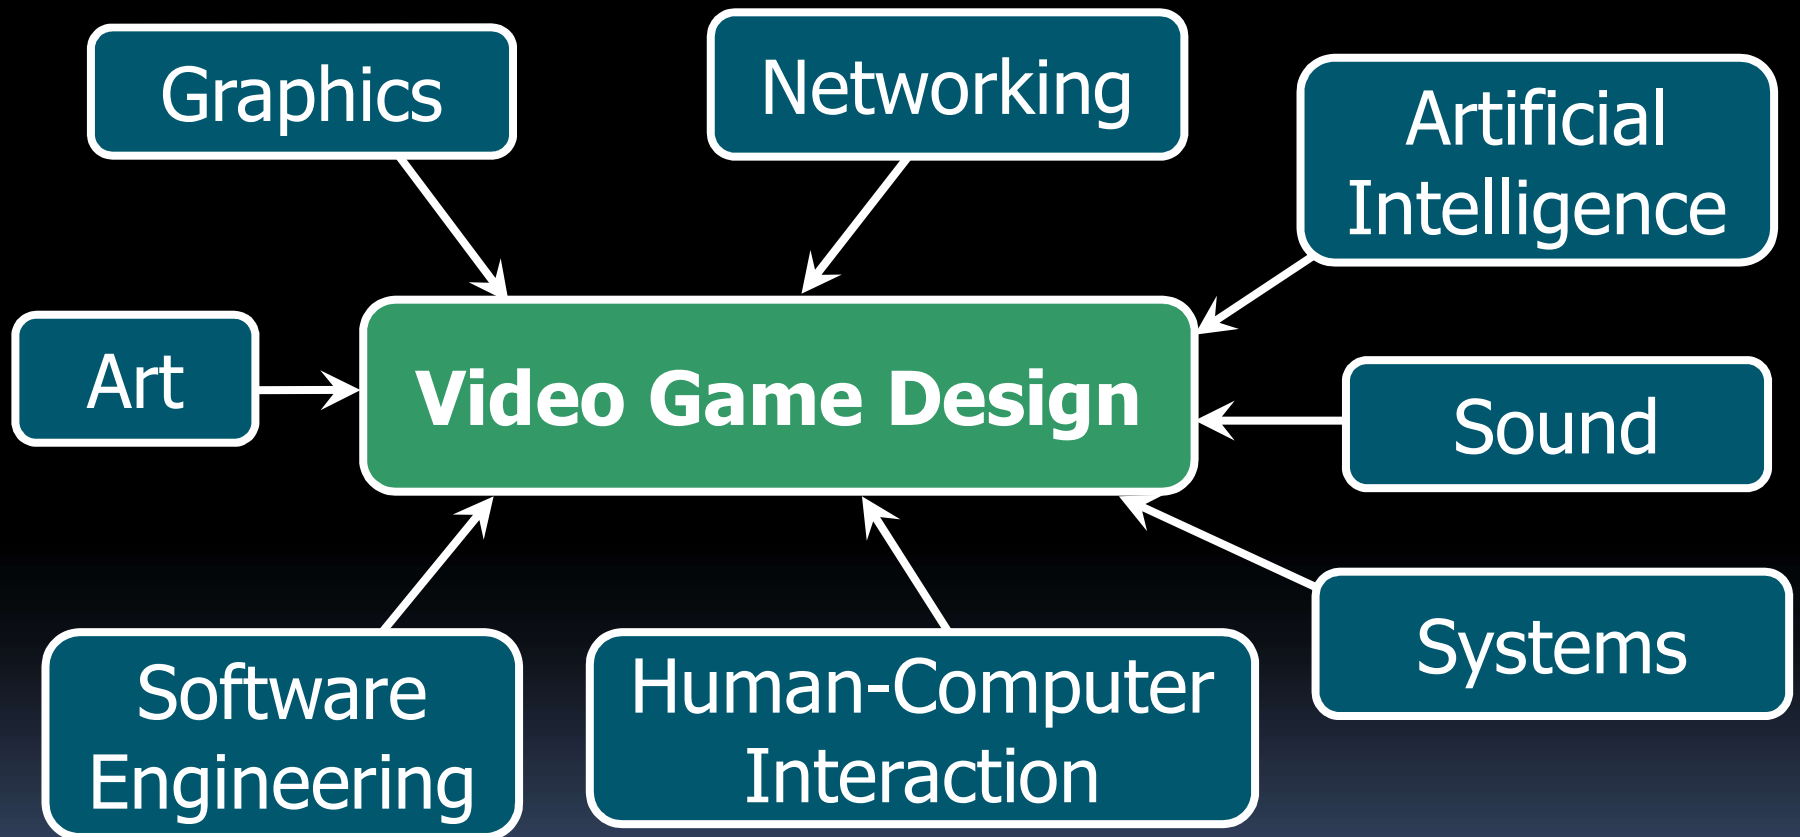 Graphics
Networking
Artificial
Intelligence
Art
Video Game Design
Sound
Software
Engineering
Human-Computer
Interaction
Systems